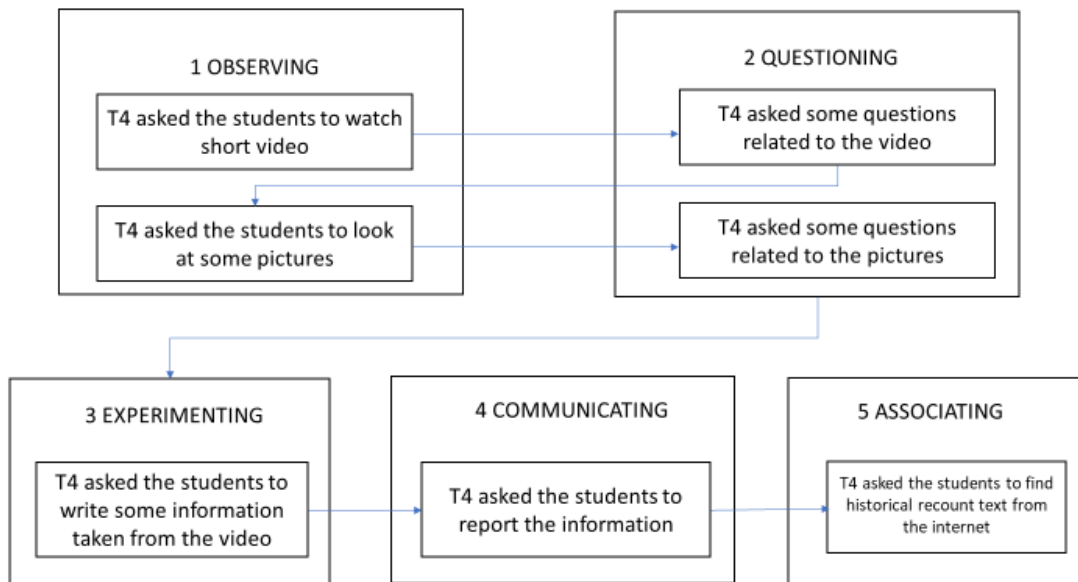 1 OBSERVING
T4 asked the students to watch
short video
T4 asked the students to look
at some pictures
2 QUESTIONING
T4 asked some questions
related to the video
T4 asked some questions
related to the pictures
3 EXPERIMENTING
T4 asked the students to
write some information
taken from the video
4 COMMUNICATING
T4 asked the students to
report the information
5 ASSOCIATING
T4 asked the students to find
historical recount text from
the internet